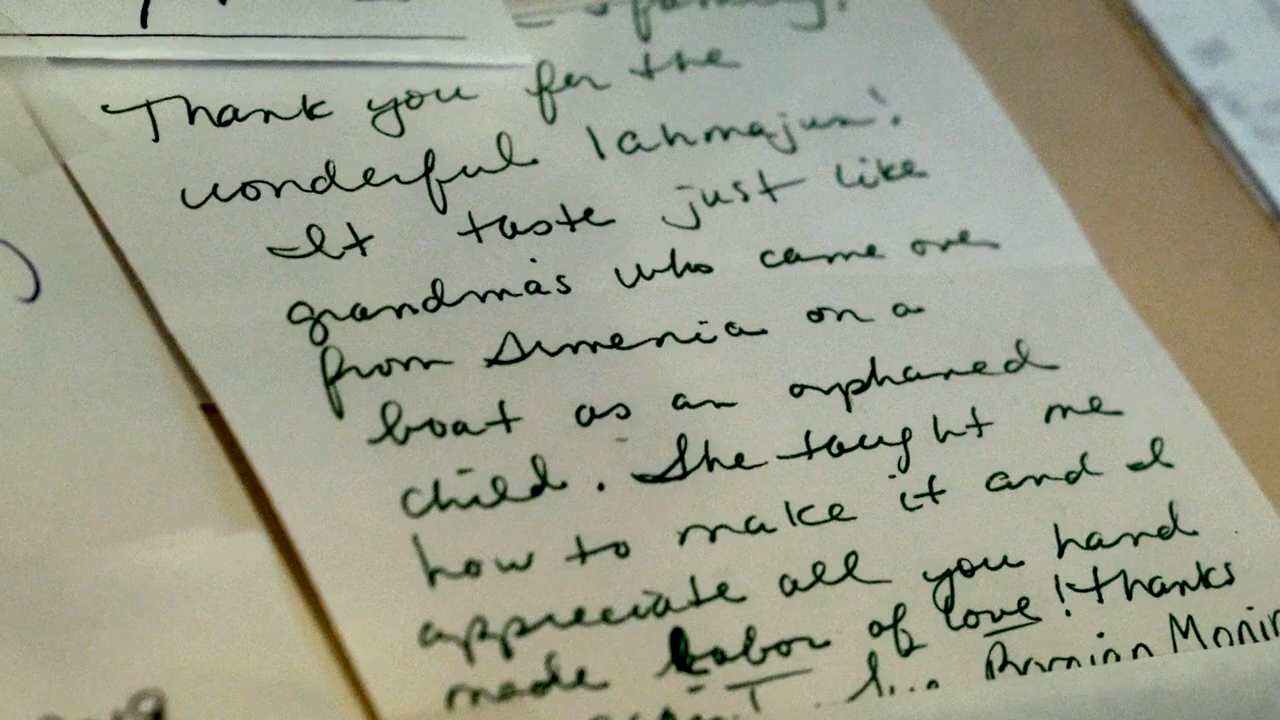 family!
Thank you for the
wonderful lahmajun!
It taste just like
grandma's who came over
from Armenia on a
boat as an orphaned
child. She taught me
how to make it and I
appreciate all you hand
made labor of love! Thanks